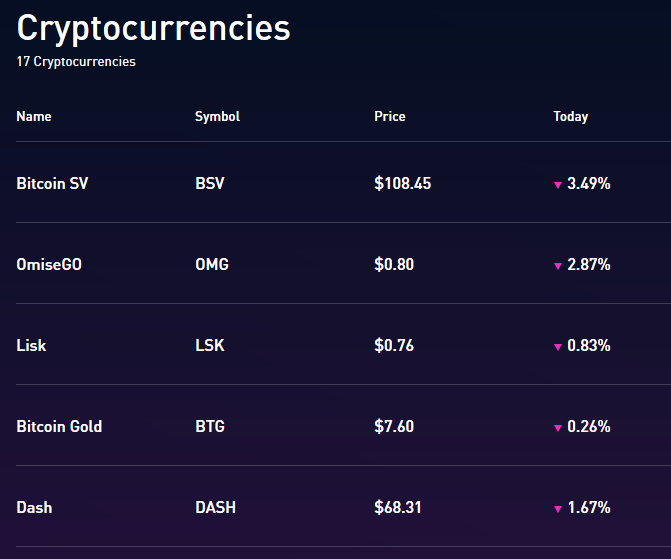 Cryptocurrencies
17 Cryptocurrencies
Name Symbol Price Today
Bitcoin SV BSV $108.45 ▼ 3.49%
OmiseGO OMG $0.80 ▼ 2.87%
Lisk LSK $0.76 ▼ 0.83%
Bitcoin Gold BTG $7.60 ▼ 0.26%
Dash DASH $68.31 ▼ 1.67%